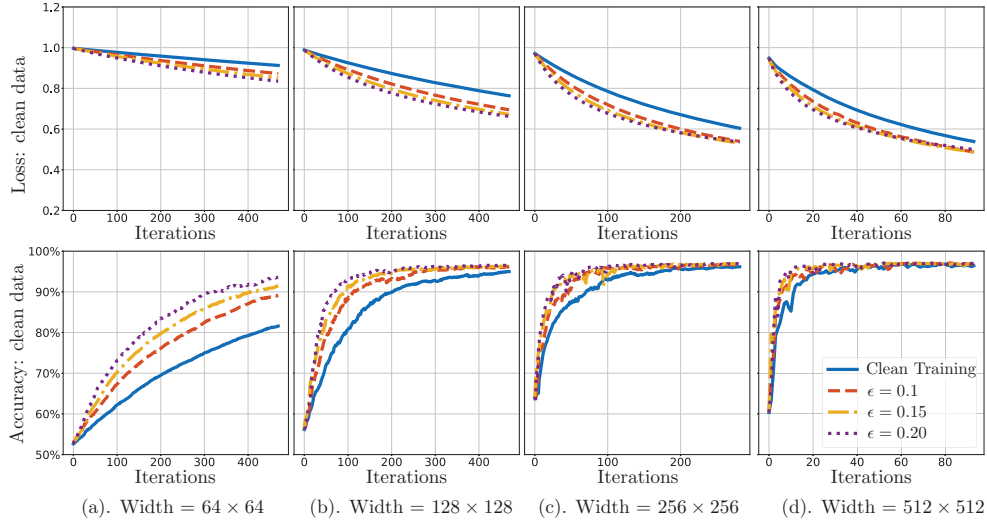 Loss: clean data
1.2
1.0
0.8
0.6
0.4
0.2
0 100 200 300 400
0 100 200 300 400
0 100 200
0 20 40 60 80
Iterations Iterations Iterations Iterations
Accuracy: clean data
100%
90%
80%
70%
60%
50%
Clean Training
ϵ = 0.1
ϵ = 0.15
ϵ = 0.20
0 100 200 300 400
0 100 200 300 400
0 100 200
0 20 40 60 80
Iterations Iterations Iterations Iterations
(a). Width = 64 × 64 (b). Width = 128 × 128 (c). Width = 256 × 256 (d). Width = 512 × 512